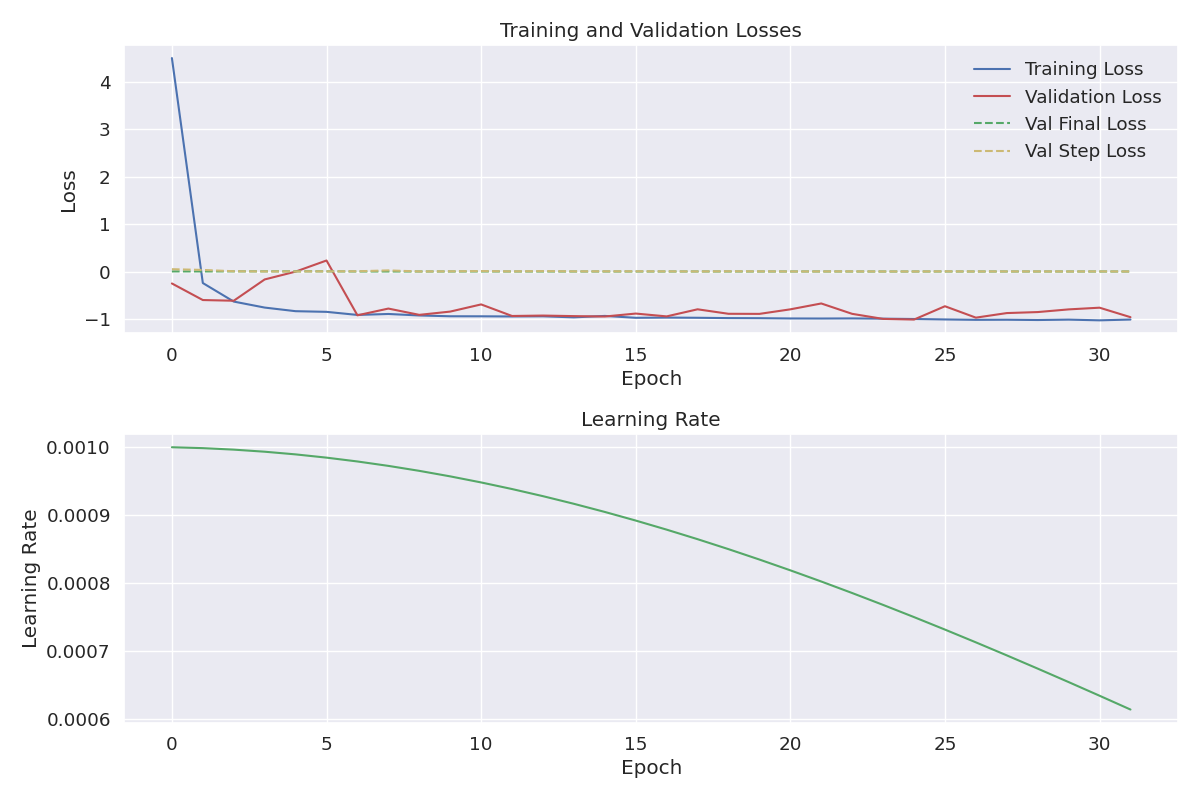 Training and Validation Losses
Training Loss
Validation Loss
Val Final Loss
Val Step Loss
Loss
4
3
2
1
0
−1
0 5 10 15 20 25 30
Epoch
Learning Rate
Learning Rate
0.0010
0.0009
0.0008
0.0007
0.0006
0 5 10 15 20 25 30
Epoch